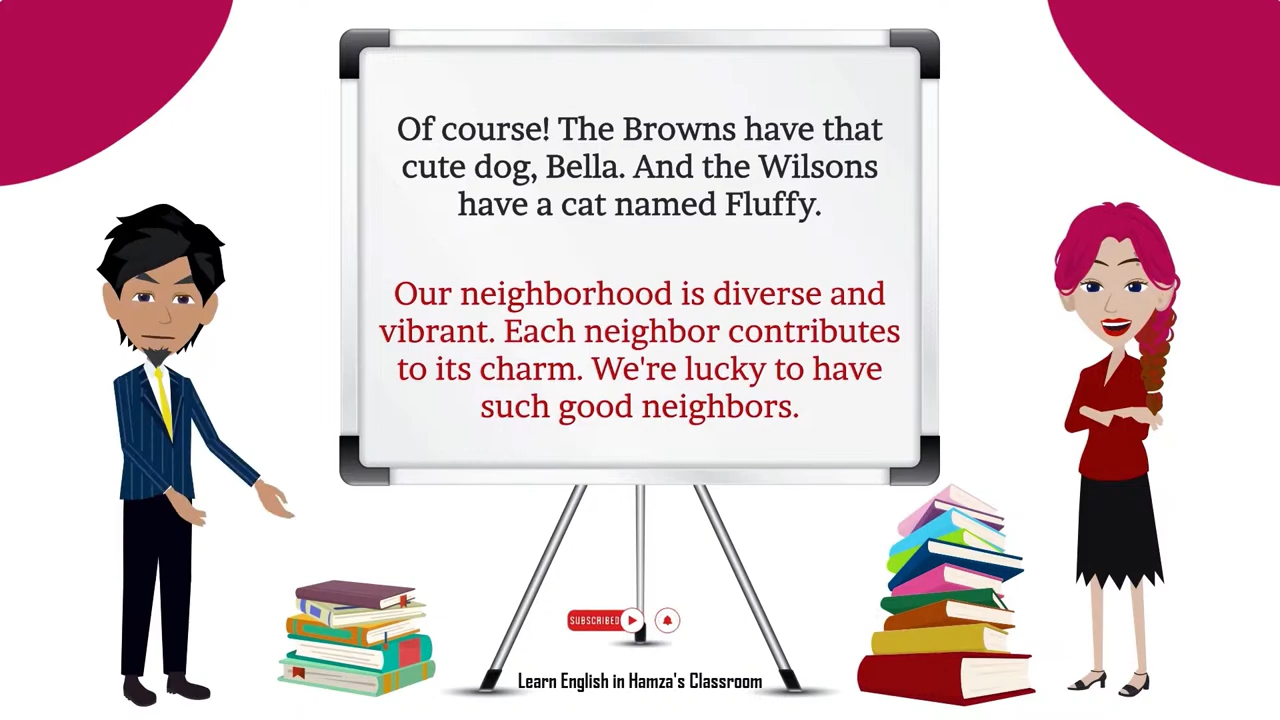 Of course! The Browns have that
cute dog, Bella. And the Wilsons
have a cat named Fluffy.
Our neighborhood is diverse and
vibrant. Each neighbor contributes
to its charm. We're lucky to have
such good neighbors.
SUBSCRIBED
Learn English in Hamza's Classroom